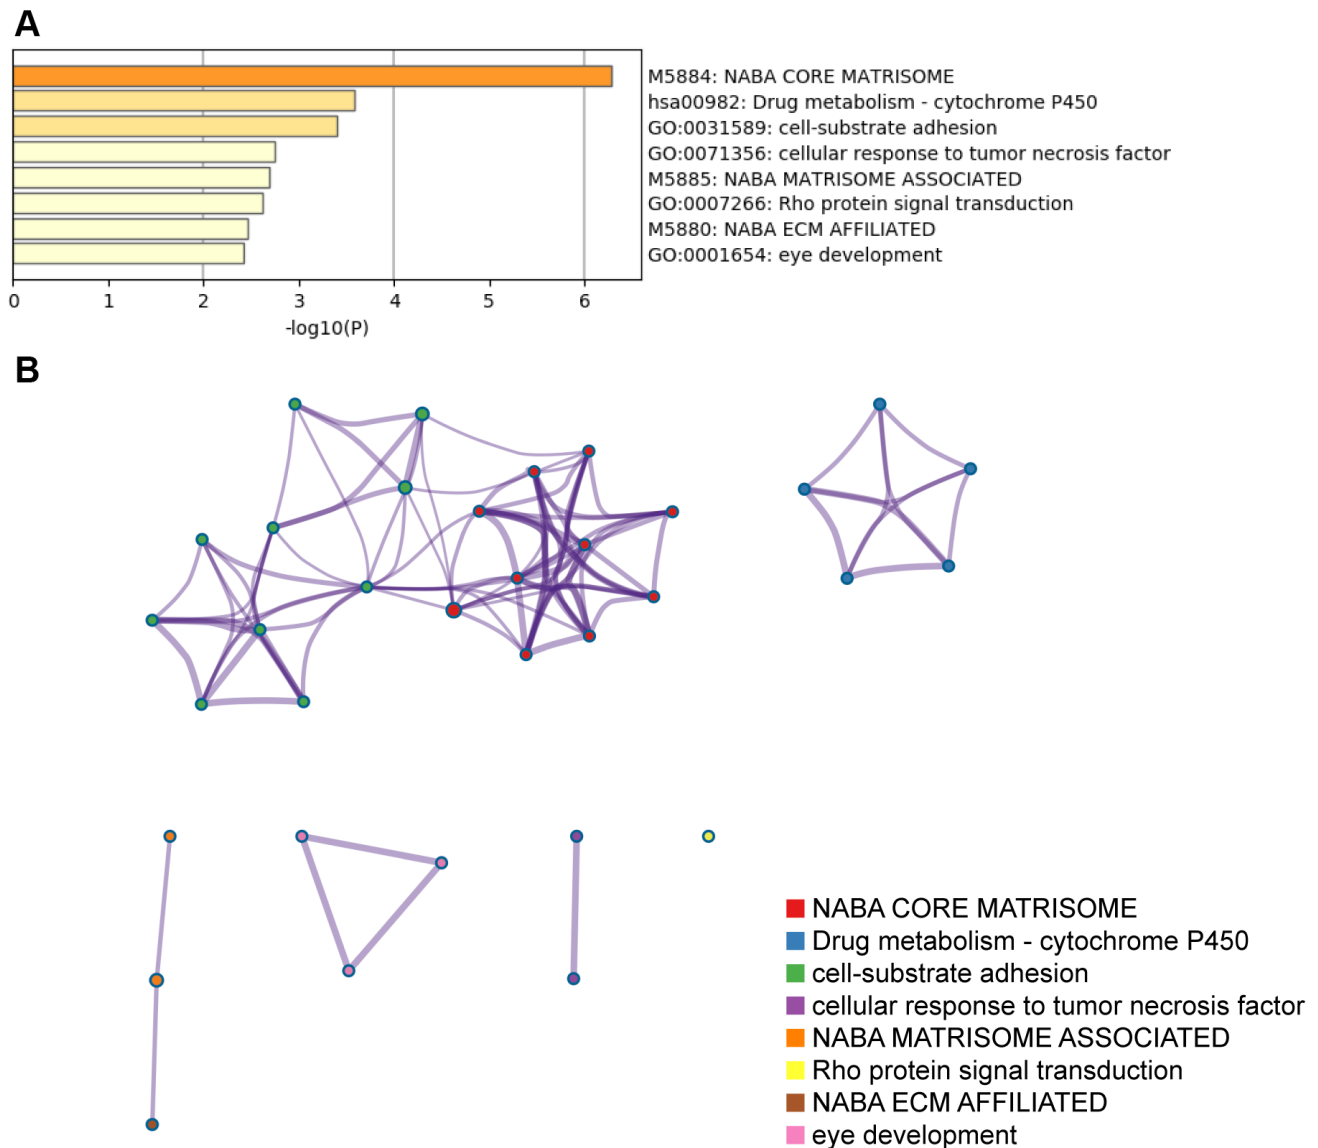 A
M5884: NABA CORE MATRISOME
hsa00982: Drug metabolism - cytochrome P450
GO:0031589: cell-substrate adhesion
GO:0071356: cellular response to tumor necrosis factor
M5885: NABA MATRISOME ASSOCIATED
GO:0007266: Rho protein signal transduction
M5880: NABA ECM AFFILIATED
GO:0001654: eye development
0 1 2 3 4 5 6
-log10(P)
B
NABA CORE MATRISOME
Drug metabolism - cytochrome P450
cell-substrate adhesion
cellular response to tumor necrosis factor
NABA MATRISOME ASSOCIATED
Rho protein signal transduction
NABA ECM AFFILIATED
eye development